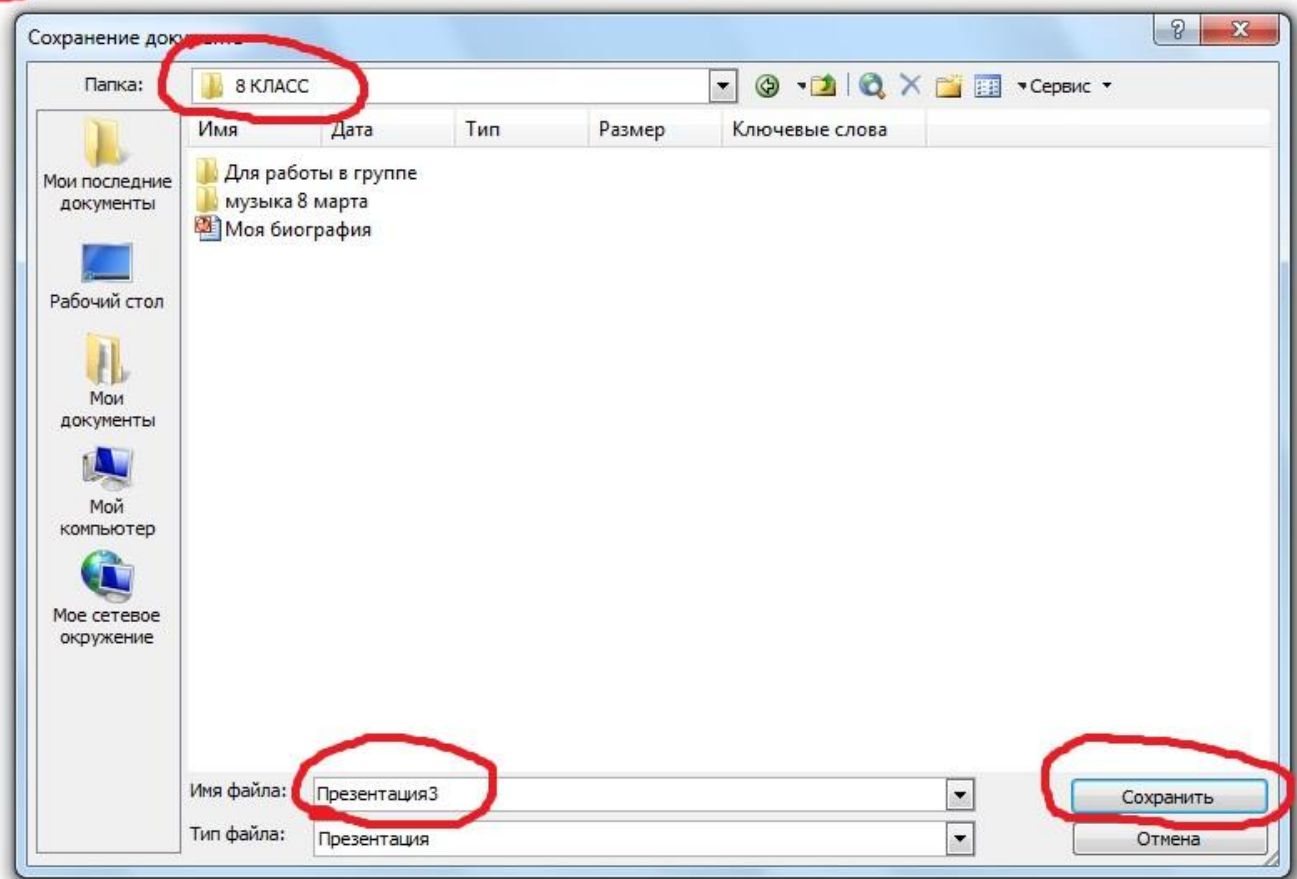 Сохранение док
Папка:
8 КЛАСС
Сервис
Имя Дата Тип Размер Ключевые слова
Мои последние
документы
Рабочий стол
Мои
документы
Мой
компьютер
Мое сетевое
окружение
Для работы в группе
музыка 8 марта
Моя биография
Имя файла: Презентация3
Сохранить
Тип файла: Презентация
Отмена